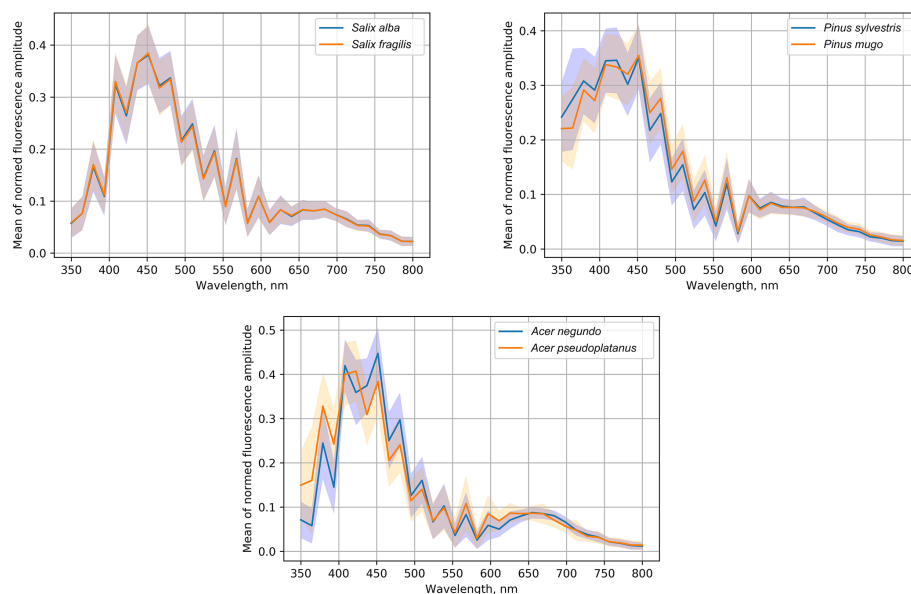 Mean of normed fluorescence amplitude
0.4
0.3
0.2
0.1
0.0
Salix alba
Salix fragilis
350 400 450 500 550 600 650 700 750 800
Wavelength, nm
Mean of normed fluorescence amplitude
0.4
0.3
0.2
0.1
0.0
Pinus sylvestris
Pinus mugo
350 400 450 500 550 600 650 700 750 800
Wavelength, nm
Mean of normed fluorescence amplitude
0.5
0.4
0.3
0.2
0.1
0.0
Acer negundo
Acer pseudoplatanus
350 400 450 500 550 600 650 700 750 800
Wavelength, nm